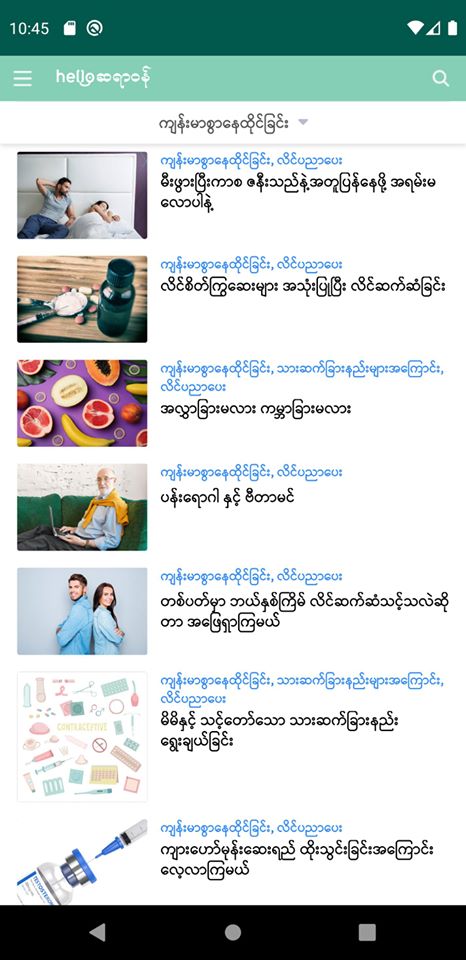 10:45
helloဆရာဝန်
ကျန်းမာစွာနေထိုင်ခြင်း
ကျန်းမာစွာနေထိုင်ခြင်း, လိင်ပညာပေး
မီးဖွားပြီးကာစ ဇနီးသည်နဲ့အတူပြန်နေဖို့ အရမ်းမ
လောပါနဲ့
ကျန်းမာစွာနေထိုင်ခြင်း, လိင်ပညာပေး
လိင်စိတ်ကြွဆေးများ အသုံးပြုပြီး လိင်ဆက်ဆံခြင်း
ကျန်းမာစွာနေထိုင်ခြင်း, သားဆက်ခြားနည်းများအကြောင်း,
လိင်ပညာပေး
အလွှာခြားမလား ကမ္ဘာခြားမလား
ကျန်းမာစွာနေထိုင်ခြင်း, လိင်ပညာပေး
ပန်းရောဂါ နှင့် ဗီတာမင်
ကျန်းမာစွာနေထိုင်ခြင်း, လိင်ပညာပေး
တစ်ပတ်မှာ ဘယ်နှစ်ကြိမ် လိင်ဆက်ဆံသင့်သလဲဆို
တာ အဖြေရှာကြမယ်
ကျန်းမာစွာနေထိုင်ခြင်း, သားဆက်ခြားနည်းများအကြောင်း,
လိင်ပညာပေး
မိမိနှင့် သင့်တော်သော သားဆက်ခြားနည်း
ရွေးချယ်ခြင်း
CONTRACEPTIVE
ကျန်းမာစွာနေထိုင်ခြင်း, လိင်ပညာပေး
ကျားဟော်မုန်းဆေးရည် ထိုးသွင်းခြင်းအကြောင်း
လေ့လာကြမယ်
TESTOSTERONE